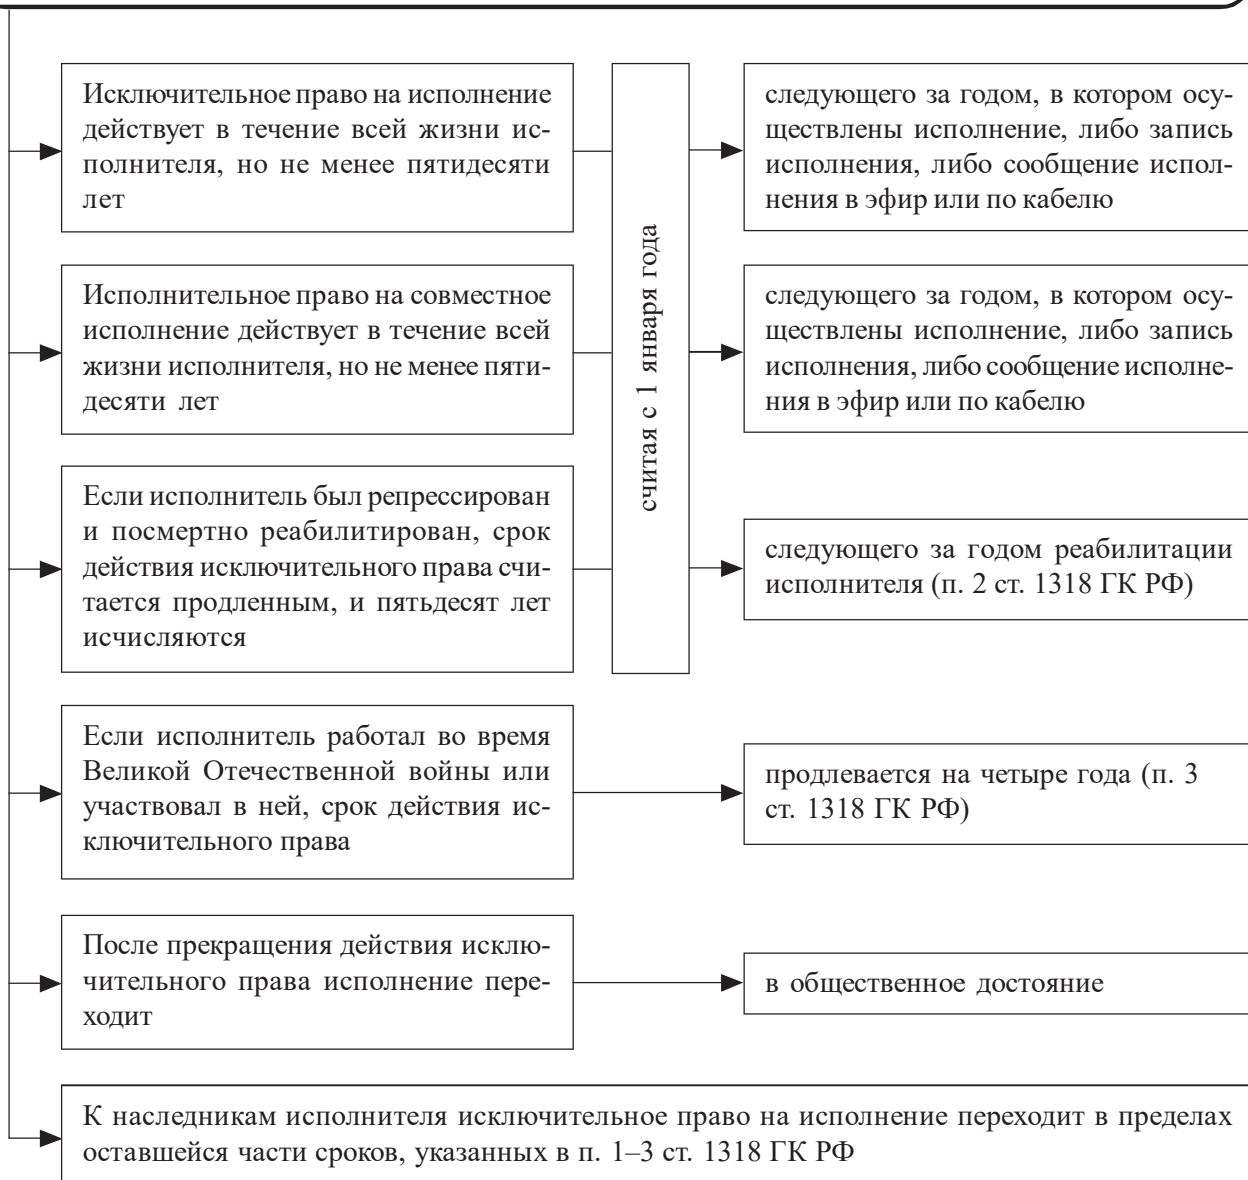 Исключительное право на исполнение
действует в течение всей жизни ис-
полнителя, но не менее пятидесяти
лет
считая с 1 января года
следующего за годом, в котором осу-
ществлены исполнение, либо запись
исполнения, либо сообщение испол-
нения в эфир или по кабелю
Исполнительное право на совместное
исполнение действует в течение всей
жизни исполнителя, но не менее пяти-
десяти лет
следующего за годом, в котором осу-
ществлены исполнение, либо запись
исполнения, либо сообщение исполне-
ния в эфир или по кабелю
Если исполнитель был репрессирован
и посмертно реабилитирован, срок
действия исключительного права счи-
тается продленным, и пятьдесят лет
исчисляются
следующего за годом реабилитации
исполнителя (п. 2 ст. 1318 ГК РФ)
Если исполнитель работал во время
Великой Отечественной войны или
участвовал в ней, срок действия ис-
ключительного права
продлевается на четыре года (п. 3
ст. 1318 ГК РФ)
После прекращения действия исклю-
чительного права исполнение пере-
ходит
в общественное достояние
К наследникам исполнителя исключительное право на исполнение переходит в пределах
оставшейся части сроков, указанных в п. 1–3 ст. 1318 ГК РФ